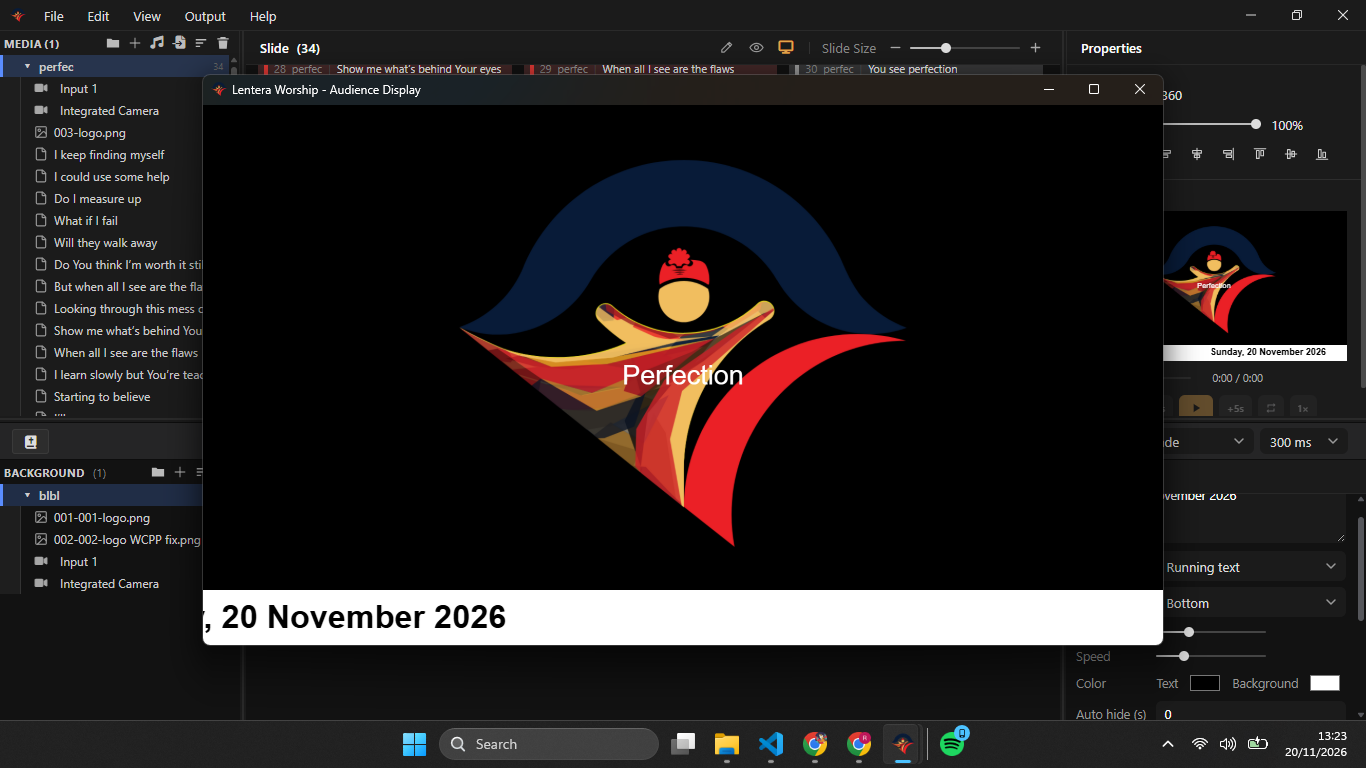 File Edit View Output Help
MEDIA (1)
perfec 34
Input 1
Integrated Camera
003-logo.png
I keep finding myself
I could use some help
Do I measure up
What if I fail
Will they walk away
Do You think I'm worth it sti
But when all I see are the fla
Looking through this mess
Show me what's behind You
When all I see are the flaws
I learn slowly but You're tea
Starting to believe
BACKGROUND (1)
blbl
001-001-logo.png
002-002-logo WCPP fix.png
Input 1
Integrated Camera
Slide (34)
Slide Size
28 perfec Show me what's behind Your eyes
29 perfec When all I see are the flaws
30 perfec You see perfection
Lentera Worship - Audience Display
Perfection
, 20 November 2026
Properties
360
100%
Perfection
Sunday, 20 November 2026
0:00 / 0:00
+5s
1×
de
300 ms
vember 2026
Running text
Bottom
Speed
Color Text Background
Auto hide (s) 0
Search
13:23
20/11/2026